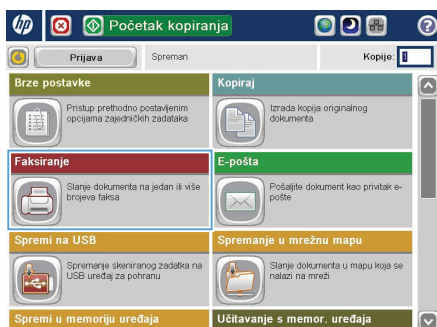 hp Početak kopiranja ?
Prijava Spreman Kopije: 1
Brze postavke
Pristup prethodno postavljenim
opcijama zajedničkih zadataka
Kopiraj
Izrada kopija originalnog
dokumenta
Faksiranje
Slanje dokumenta na jedan ili više
brojeva faksa
E-pošta
Pošaljite dokument kao privitak e-
pošte
Spremi na USB
Spremanje skeniranog zadatka na
USB uređaj za pohranu
Spremanje u mrežnu mapu
Slanje dokumenta u mapu koja se
nalazi na mreži
Spremi u memoriju uređaja
Učitavanje s memor. uređaja